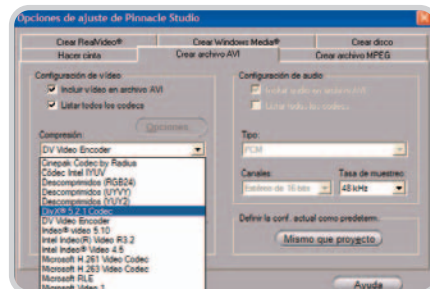 Opciones de ajuste de Pinnacle Studio
Crear RealVideo®
Crear Windows Media®
Crear disco
Hacer cinta
Crear archivo AVI
Crear archivo MPEG
Configuración de vídeo
Incluir vídeo en archivo AVI
Listar todos los codecs
Opciones...
Compresión:
DV Video Encoder
Cinepak Codec by Radius
Códec Intel IYUV
Descomprimidos (RGB24)
Descomprimidos (UYVY)
Descomprimidos (YUY2)
DivX® 5.2.1 Codec
DV Video Encoder
Indeo® video 5.10
Intel Indeo(R) Video R3.2
Intel Indeo® Video 4.5
Microsoft H.261 Video Codec
Microsoft H.263 Video Codec
Microsoft RLE
Microsoft Video 1
Configuración de audio
Incluir audio en archivo AVI
Listar todos los codecs
Tipo:
PCM
Canales:
Tasa de muestreo:
Estéreo de 16 bits
48 kHz
Definir la conf. actual como predeterm.
Mismo que proyecto
Ayuda